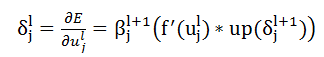 δ_j^l = ∂E/∂u_j^l = β_j^{l+1}(f′(u_j^l) ∗ up(δ_j^{l+1}))